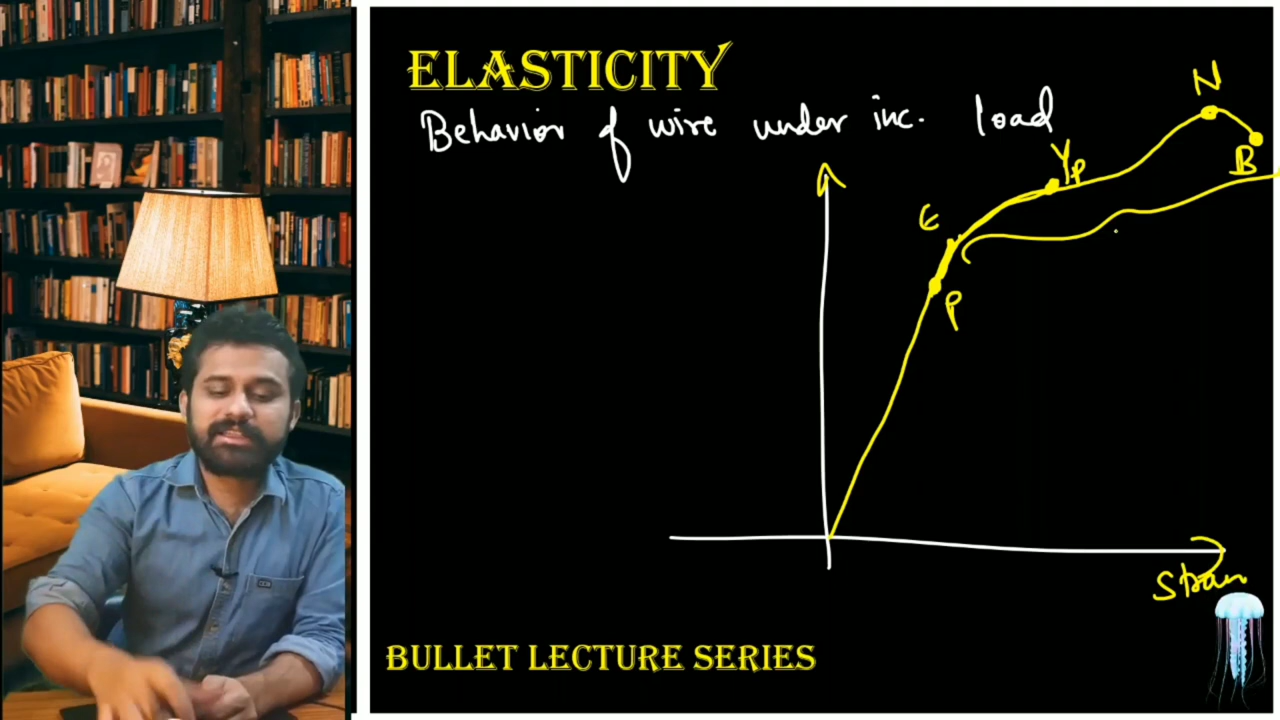 ELASTICITY
Behavior of wire under inc. load
N
B
Yp
E
P
Strain
BULLET LECTURE SERIES